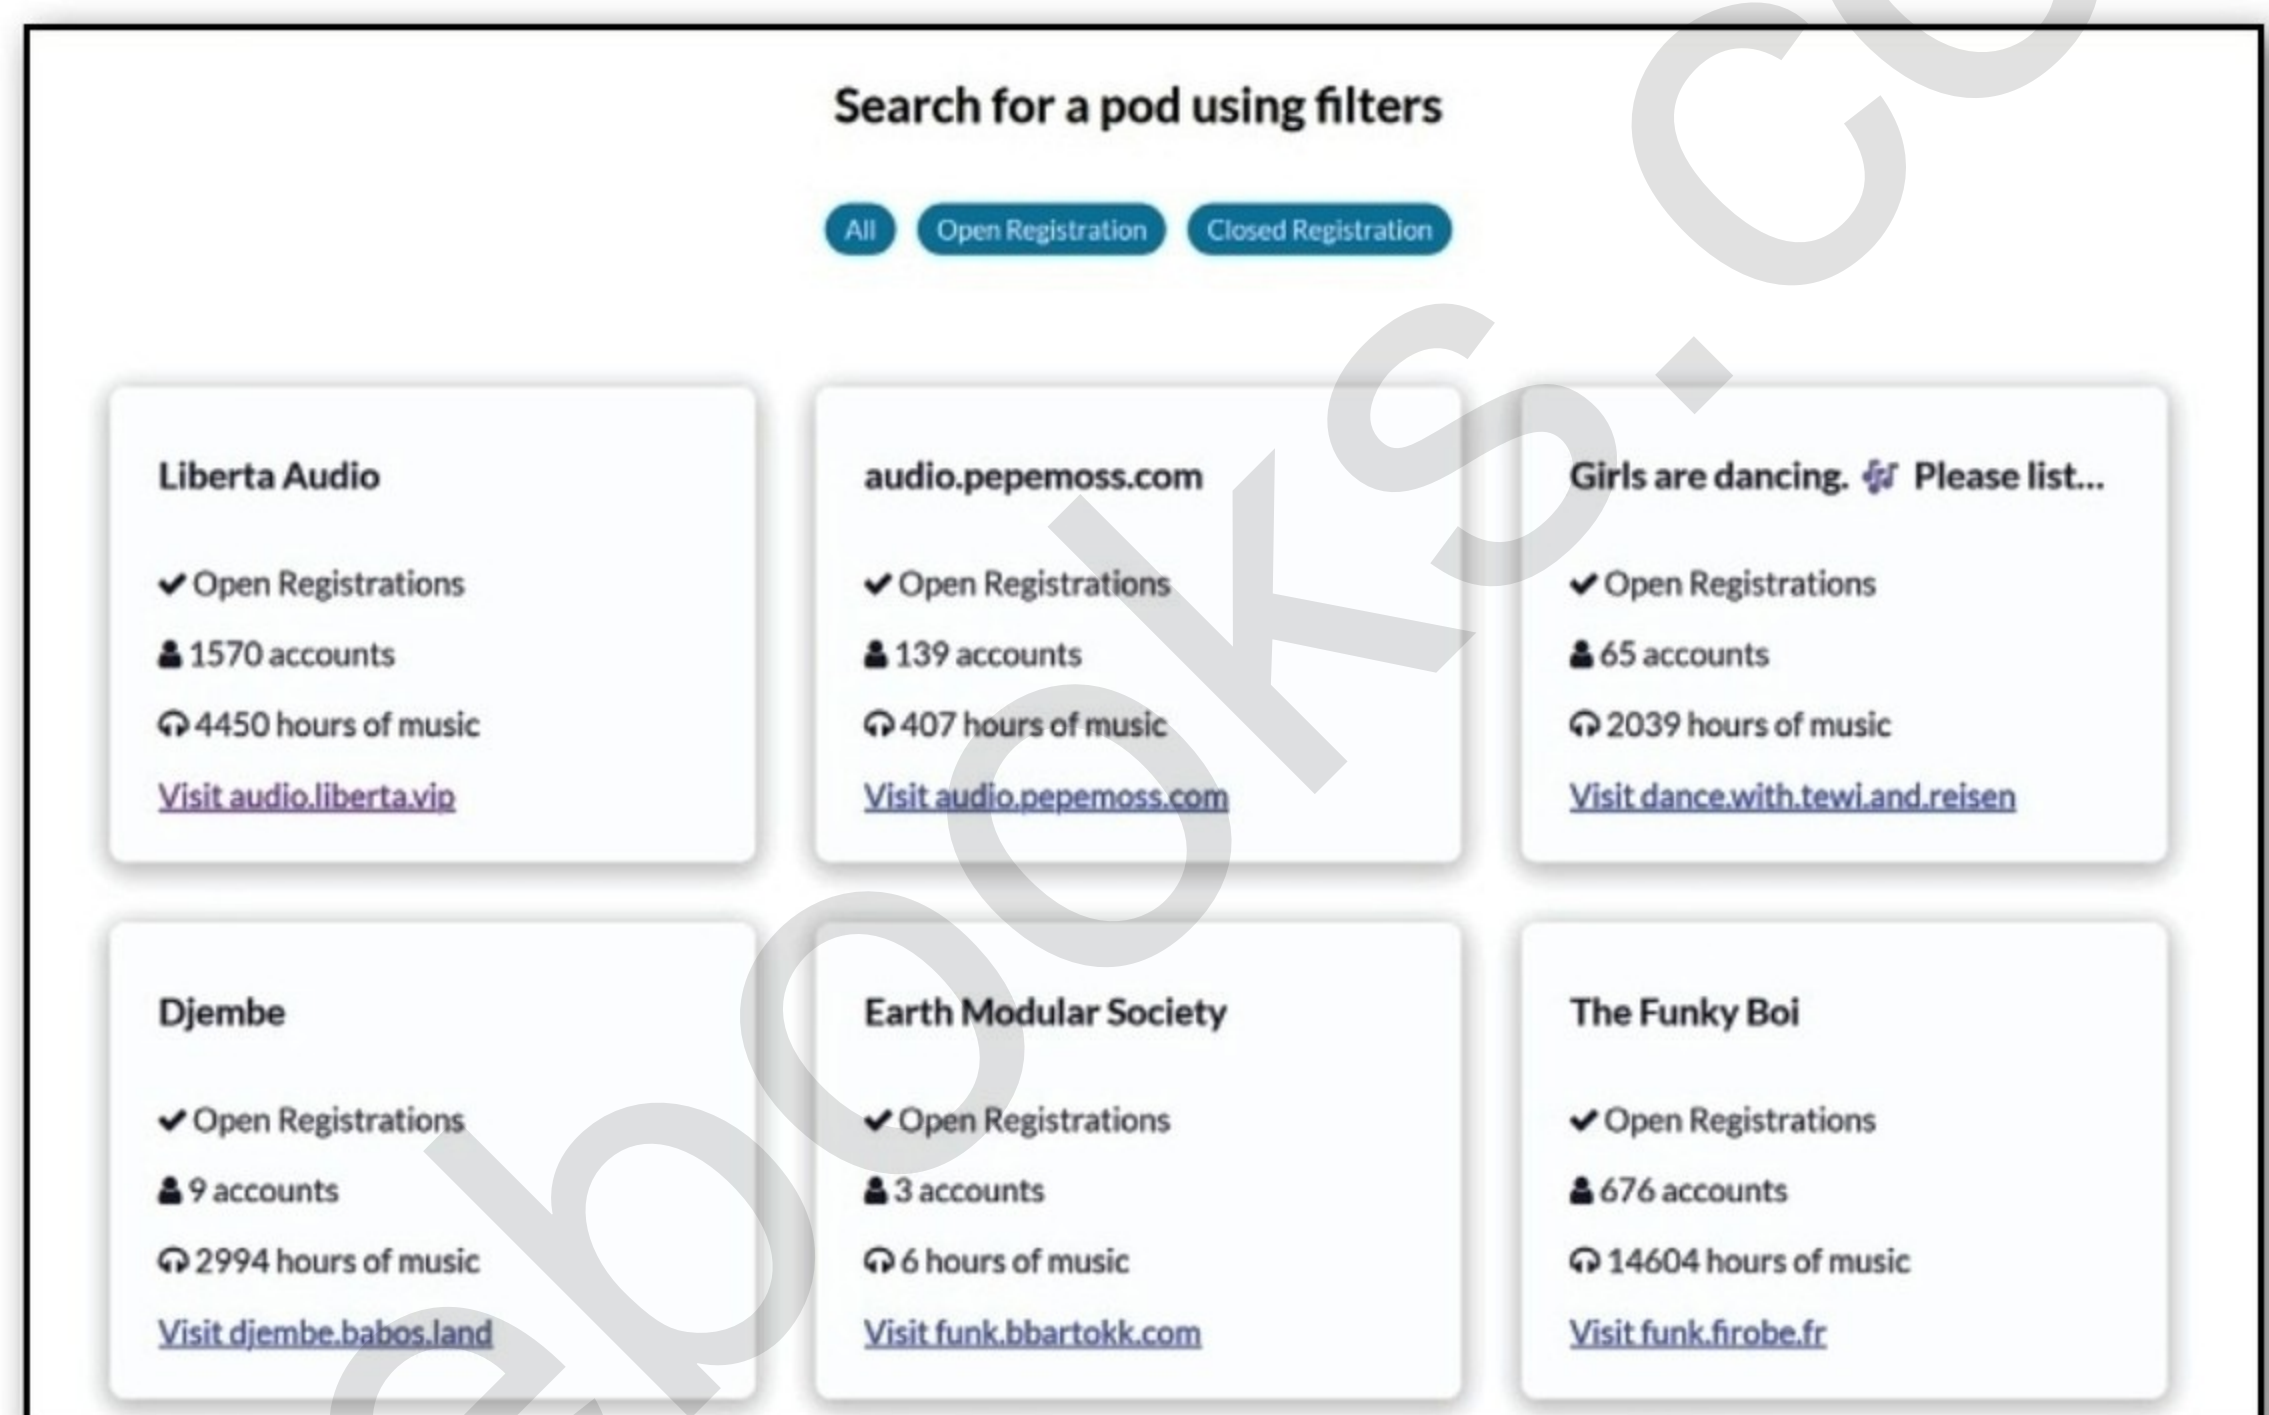 Search for a pod using filters
All Open Registration Closed Registration
Liberta Audio
✔ Open Registrations
1570 accounts
4450 hours of music
Visit audio.liberta.vip
audio.pepemoss.com
✔ Open Registrations
139 accounts
407 hours of music
Visit audio.pepemoss.com
Girls are dancing. 🎶 Please list...
✔ Open Registrations
65 accounts
2039 hours of music
Visit dance.with.tewi.and.reisen
Djembe
✔ Open Registrations
9 accounts
2994 hours of music
Visit djembe.babos.land
Earth Modular Society
✔ Open Registrations
3 accounts
6 hours of music
Visit funk.bbartokk.com
The Funky Boi
✔ Open Registrations
676 accounts
14604 hours of music
Visit funk.firobe.fr
ebooks.co